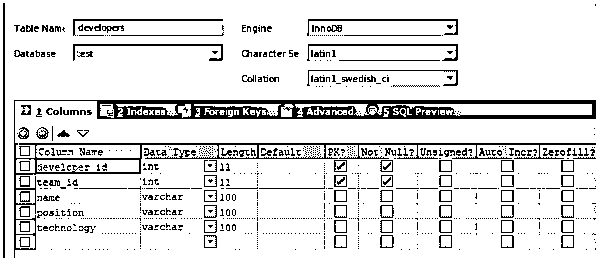 Table Name developers Engine InnoDB
Database test Character Se latin1
Collation latin1_swedish_ci
1 Columns 2 Indexes 3 Foreign Keys 4 Advanced 5 SQL Preview
Column Name Data Type Length Default PK? Not Null? Unsigned? Auto Incr? Zerofill?
developer_id int 11
team_id int 11
name varchar 100
position varchar 100
technology varchar 100